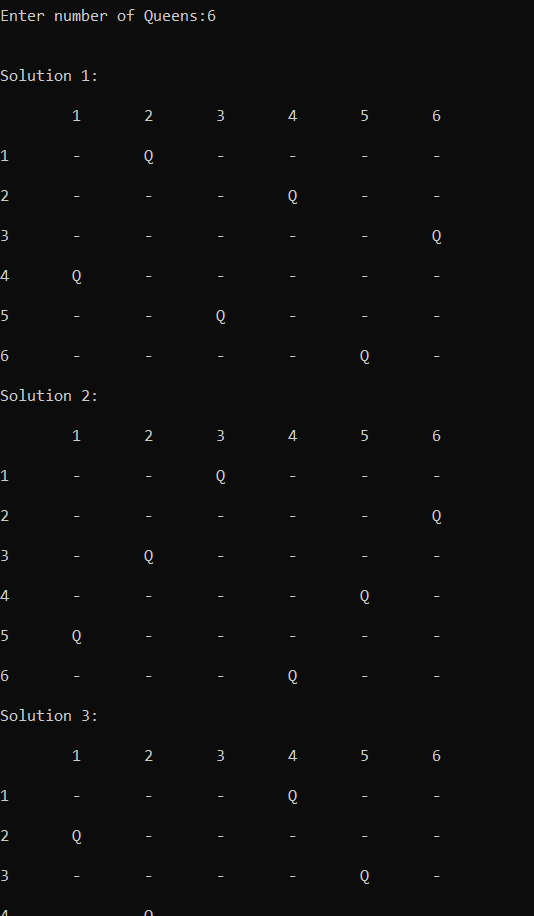 Enter number of Queens:6
Solution 1:
1 2 3 4 5 6
1 - Q - - - -
2 - - - Q - -
3 - - - - - Q
4 Q - - - - -
5 - - Q - - -
6 - - - - Q -
Solution 2:
1 2 3 4 5 6
1 - - Q - - -
2 - - - - - Q
3 - Q - - - -
4 - - - - Q -
5 Q - - - - -
6 - - - Q - -
Solution 3:
1 2 3 4 5 6
1 - - - Q - -
2 Q - - - - -
3 - - - - Q -
4 - Q - - - -